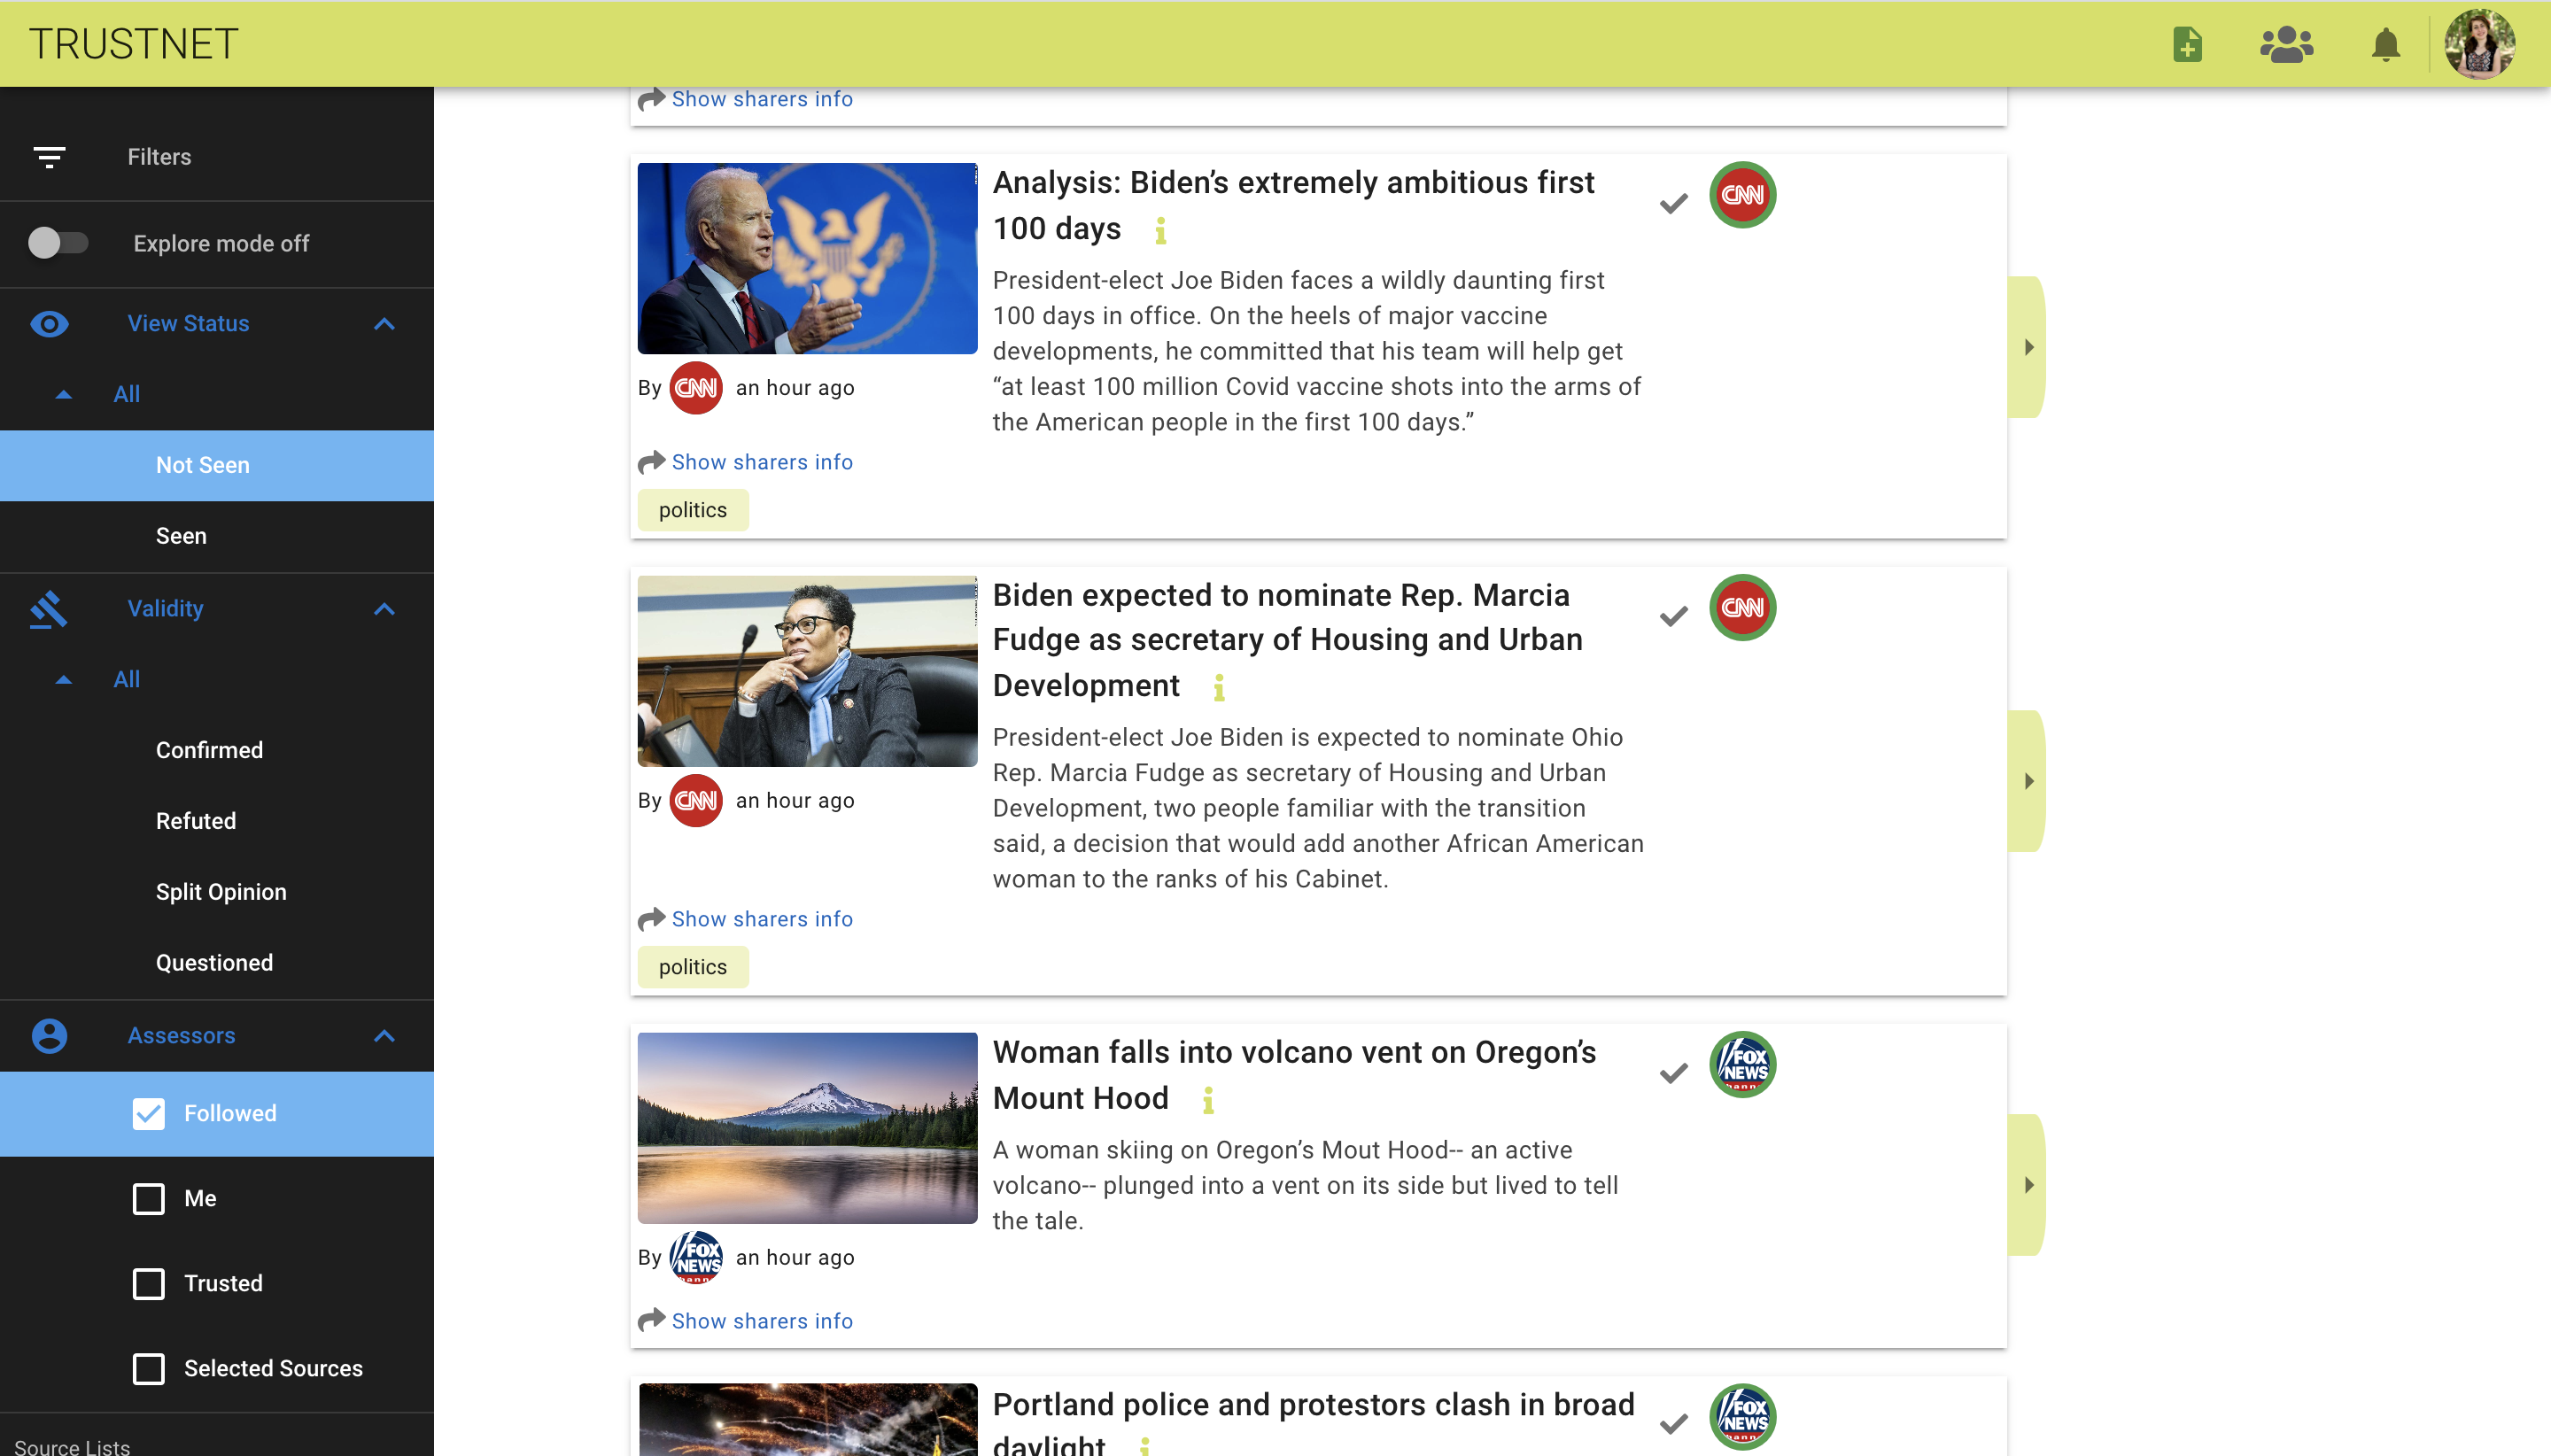 TRUSTNET
Filters
Explore mode off
View Status
All
Not Seen
Seen
Validity
All
Confirmed
Refuted
Split Opinion
Questioned
Assessors
Followed
Me
Trusted
Selected Sources
Source Lists
Show sharers info
Analysis: Biden’s extremely ambitious first
100 days
President-elect Joe Biden faces a wildly daunting first
100 days in office. On the heels of major vaccine
developments, he committed that his team will help get
“at least 100 million Covid vaccine shots into the arms of
the American people in the first 100 days.”
CNN
By CNN an hour ago
Show sharers info
politics
Biden expected to nominate Rep. Marcia
Fudge as secretary of Housing and Urban
Development
President-elect Joe Biden is expected to nominate Ohio
Rep. Marcia Fudge as secretary of Housing and Urban
Development, two people familiar with the transition
said, a decision that would add another African American
woman to the ranks of his Cabinet.
CNN
By CNN an hour ago
Show sharers info
politics
Woman falls into volcano vent on Oregon’s
Mount Hood
A woman skiing on Oregon’s Mout Hood-- an active
volcano-- plunged into a vent on its side but lived to tell
the tale.
FOX
NEWS
By FOX NEWS an hour ago
Show sharers info
Portland police and protestors clash in broad
daylight
FOX
NEWS